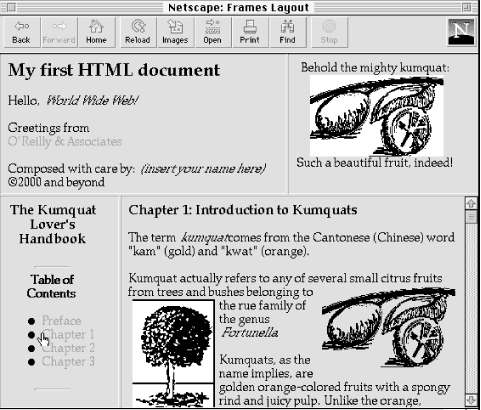 Netscape: Frames Layout
Back Forward Home Reload Images Open Print Find Stop
N
My first HTML document
Hello, World Wide Web!
Greetings from
O'Reilly & Associates
Composed with care by: (insert your name here)
©2000 and beyond
Behold the mighty kumquat:
Such a beautiful fruit, indeed!
The Kumquat
Lover's
Handbook
Table of
Contents
Preface
Chapter 1
Chapter 2
Chapter 3
Chapter 1: Introduction to Kumquats
The term kumquatcomes from the Cantonese (Chinese) word
"kam" (gold) and "kwat" (orange).
Kumquat actually refers to any of several small citrus fruits
from trees and bushes belonging to
the rue family of
the genus
Fortunella.
Kumquats, as the
name implies, are
golden orange-colored fruits with a spongy
rind and juicy pulp. Unlike the orange,